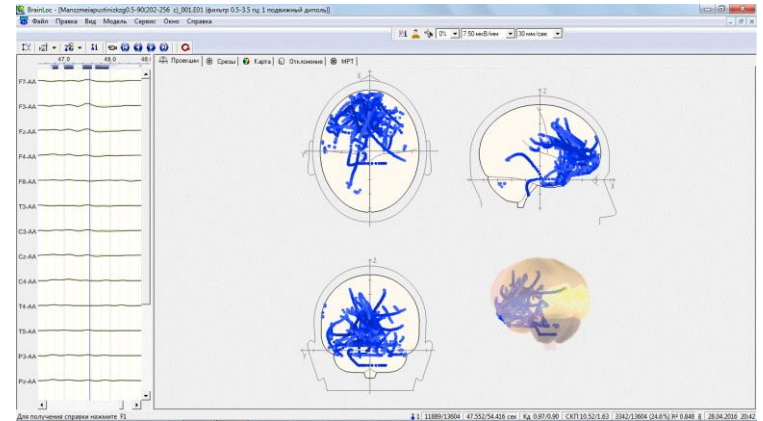 BrainLoc - [Manscmeiapustinizkzg0.5-90(202-256 c)_001.E01 (фильтр 0.5-3.5 гц; 1 подвижный диполь)]
Файл Правка Вид Модель Сервис Окно Справка
0% 7.50 мкВ/мм 30 мм/сек
Проекции Срезы Карта Отклонение МРТ
47.0 48.0
F7-AA
F3-AA
Fz-AA
F4-AA
F8-AA
T3-AA
C3-AA
Cz-AA
C4-AA
T4-AA
T5-AA
P3-AA
Pz-AA
X
Y
Z
X
Z
Y
Для получения справки нажмите F1
1 11889/13604 47.552/54.416 сек Кд 0.97/0.90 СКП 10.52/1.63 3342/13604 (24.6%) R² 0.848 28.04.2016 20:42